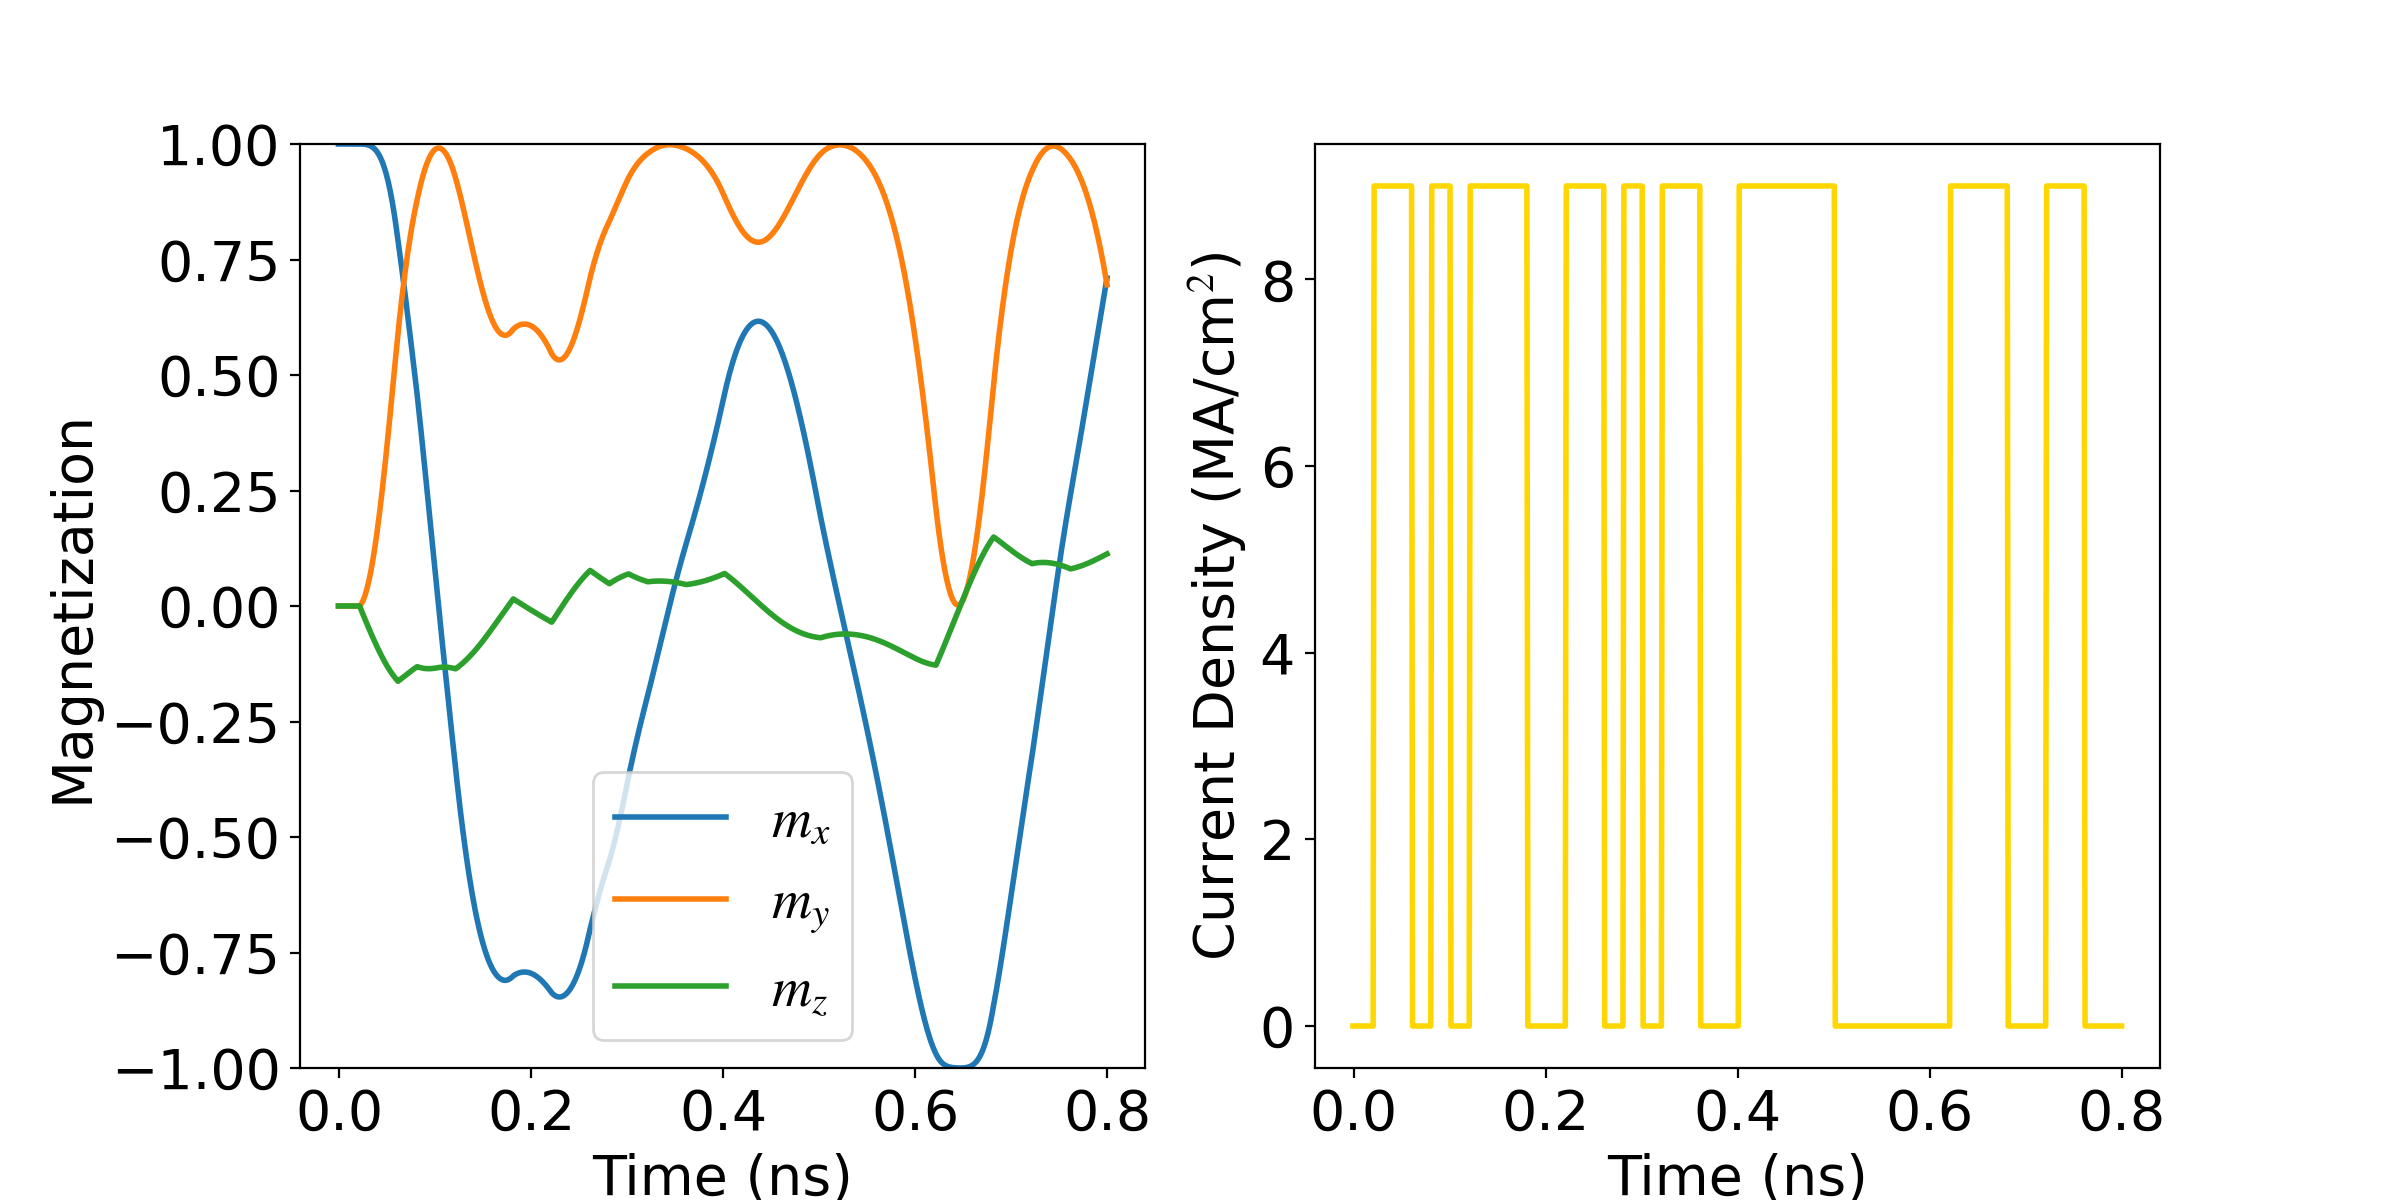 Magnetization
1.00
0.75
0.50
0.25
0.00
−0.25
−0.50
−0.75
−1.00
0.0 0.2 0.4 0.6 0.8
Time (ns)
m_x
m_y
m_z
Current Density (MA/cm²)
8
6
4
2
0
0.0 0.2 0.4 0.6 0.8
Time (ns)